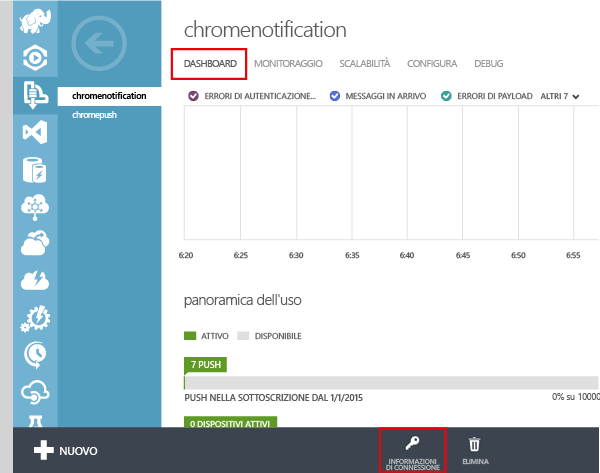 chromenotification
DASHBOARD MONITORAGGIO SCALABILITÀ CONFIGURA DEBUG
chromenotification
chromepush
ERRORI DI AUTENTICAZIONE... MESSAGGI IN ARRIVO ERRORI DI PAYLOAD ALTRI 7
6:20 6:25 6:30 6:35 6:40 6:45 6:50 6:55
panoramica dell'uso
ATTIVO DISPONIBILE
7 PUSH
PUSH NELLA SOTTOSCRIZIONE DAL 1/1/2015 0% su 10000
0 DISPOSITIVI ATTIVI
NUOVO
INFORMAZIONI
DI CONNESSIONE
ELIMINA